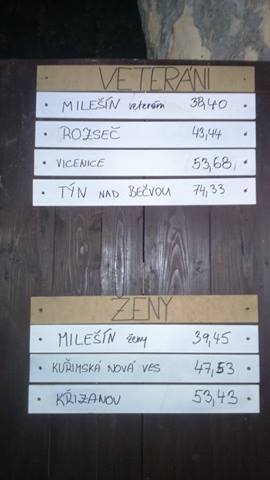 VETERÁNI
MILEŠÍN veteráni 38,40
ROZSEČ 43,44
VICENICE 53,68
TÝN NAD BEČVOU 74,33
ŽENY
MILEŠÍN ženy 39,45
KUŘIMSKÁ NOVÁ VES 47,53
KŘIŽANOV 53,43